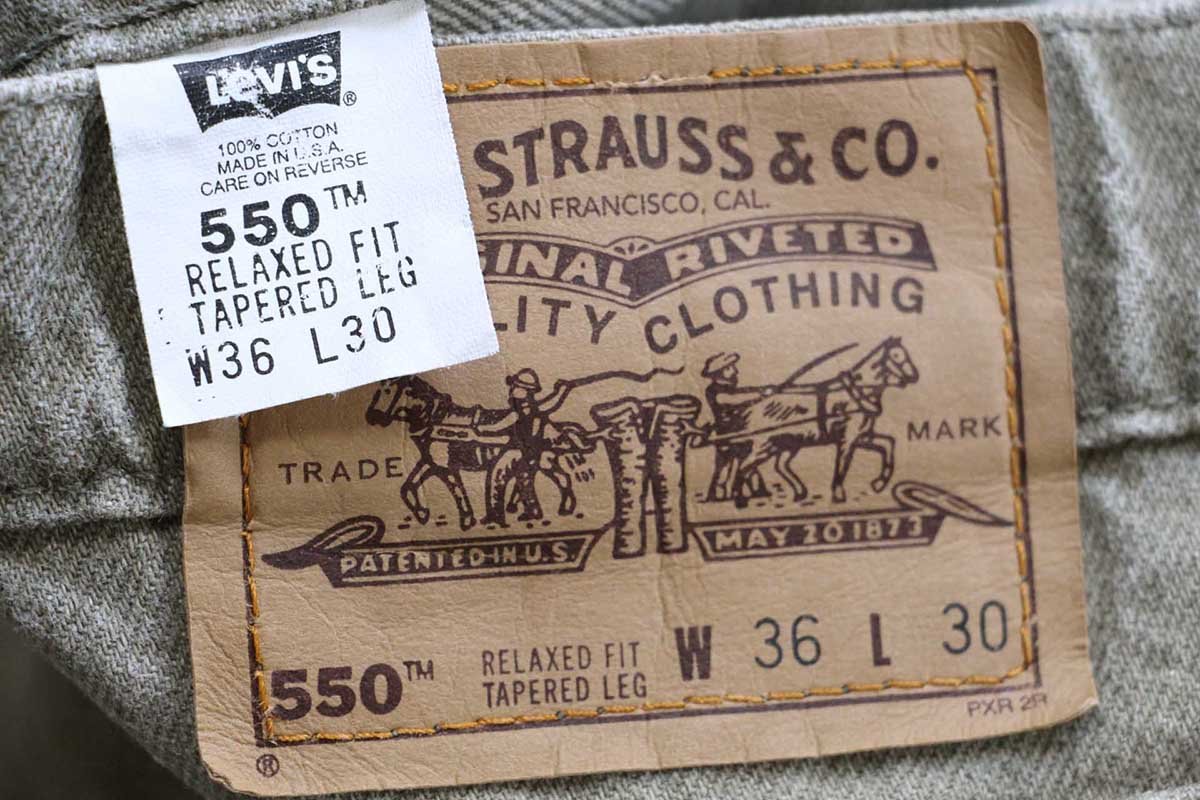 LEVI'S
®
100% COTTON
MADE IN U.S.A.
CARE ON REVERSE
550™
RELAXED FIT
TAPERED LEG
W36 L30
STRAUSS & CO.
SAN FRANCISCO, CAL.
GINAL RIVETED
LITY CLOTHING
TRADE MARK
PATENTED IN U.S. MAY 20 1873
550™ RELAXED FIT W 36 L 30
TAPERED LEG
PXR 2R
®